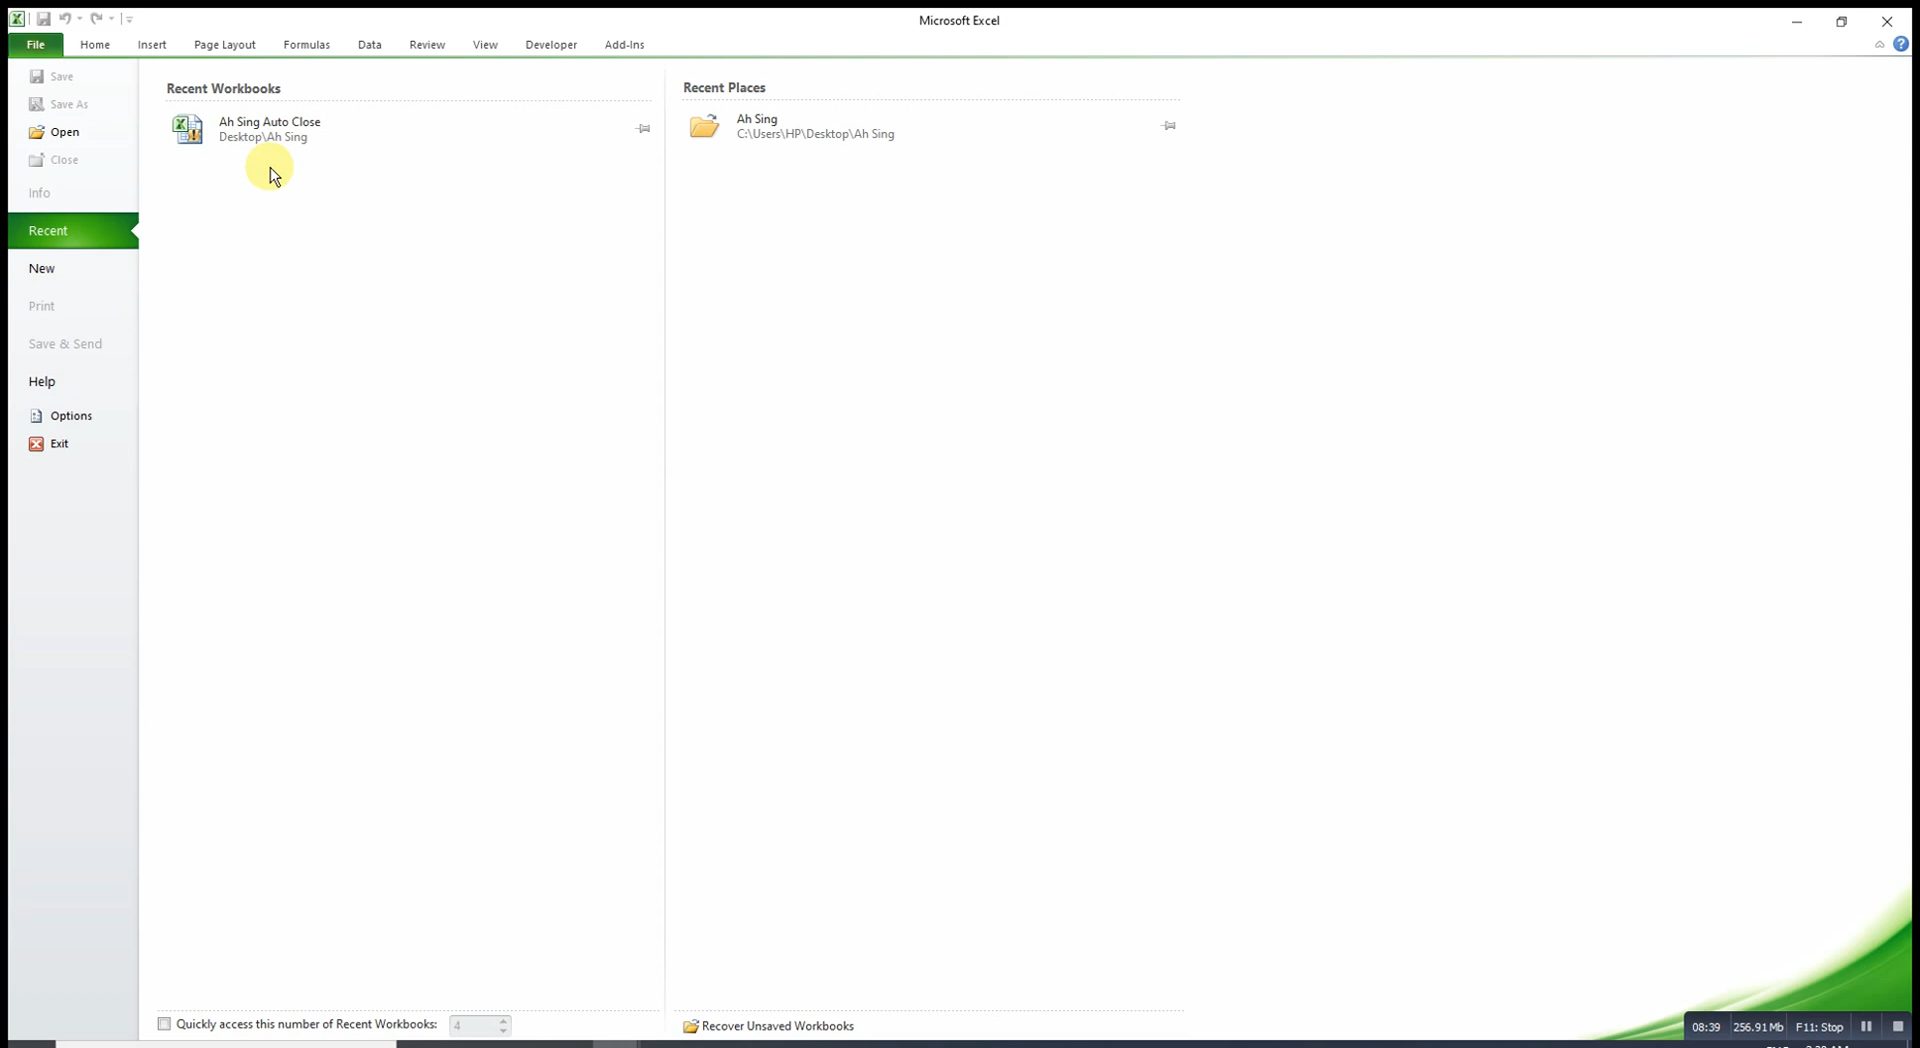 Microsoft Excel
File
Home
Insert
Page Layout
Formulas
Data
Review
View
Developer
Add-Ins
Save
Save As
Open
Close
Info
Recent
New
Print
Save & Send
Help
Options
Exit
Recent Workbooks
Ah Sing Auto Close
Desktop\Ah Sing
Quickly access this number of Recent Workbooks:
4
Recent Places
Ah Sing
C:\Users\HP\Desktop\Ah Sing
Recover Unsaved Workbooks
08:39
256.91Mb
F11: Stop